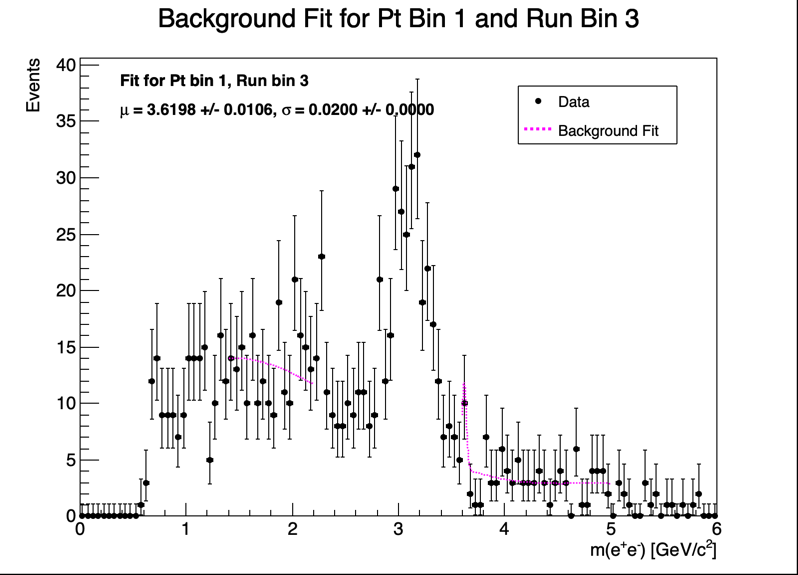 Background Fit for Pt Bin 1 and Run Bin 3
Events
40
35
30
25
20
15
10
5
0
Fit for Pt bin 1, Run bin 3
μ = 3.6198 +/- 0.0106, σ = 0.0200 +/- 0.0000
Data
Background Fit
0 1 2 3 4 5 6
m(e⁺e⁻) [GeV/c²]